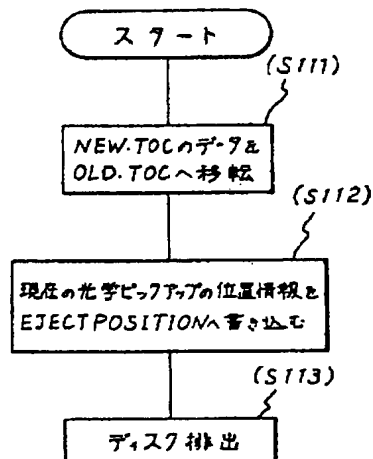 スタート
(S111)
NEW.TOCのデータを
OLD.TOCへ移転
(S112)
現在の光学ピックアップの位置情報を
EJECTPOSITIONへ書き込む
(S113)
ディスク排出